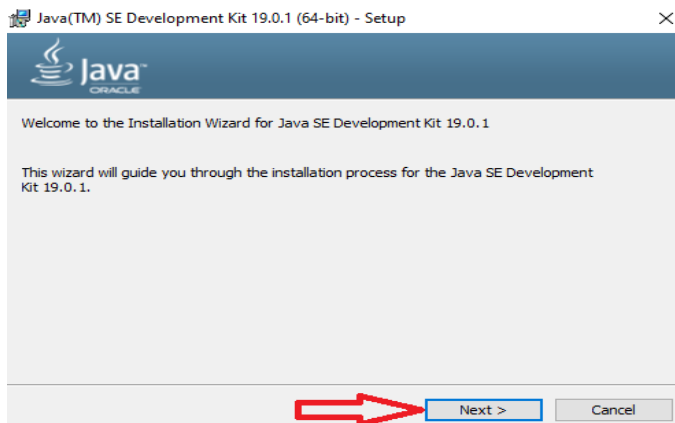 Java(TM) SE Development Kit 19.0.1 (64-bit) - Setup
Java™
ORACLE
Welcome to the Installation Wizard for Java SE Development Kit 19.0.1
This wizard will guide you through the installation process for the Java SE Development
Kit 19.0.1.
Next > Cancel